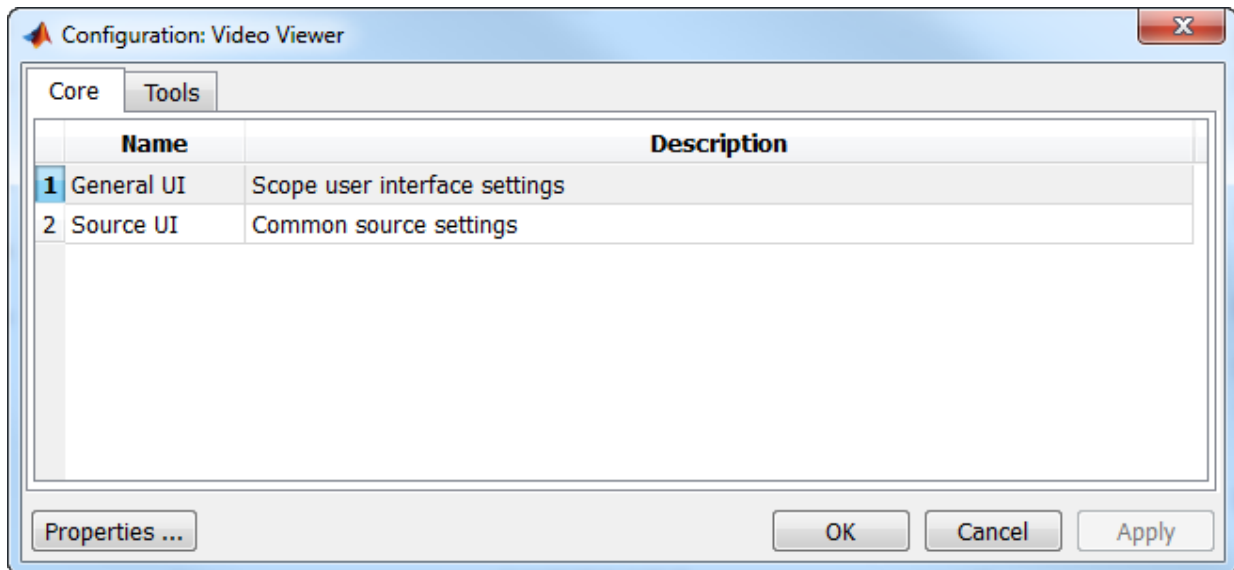 Configuration: Video Viewer
Core Tools
Name Description
1 General UI Scope user interface settings
2 Source UI Common source settings
Properties ... OK Cancel Apply